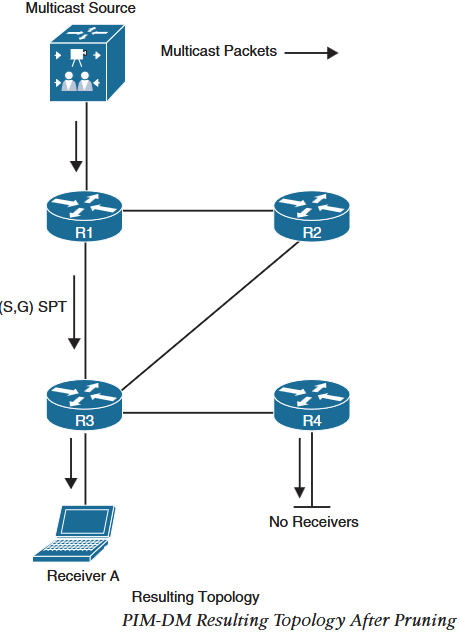 Multicast Source
Multicast Packets
R1
R2
(S,G) SPT
R3
R4
No Receivers
Receiver A
Resulting Topology
PIM-DM Resulting Topology After Pruning